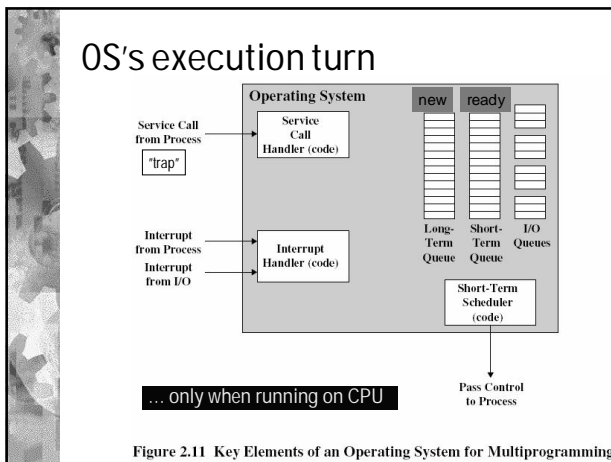 OS's execution turn
Operating System
new
ready
Service Call
from Process
"trap"
Service
Call
Handler (code)
Interrupt
from Process
Interrupt
from I/O
Interrupt
Handler (code)
Long-
Term
Queue
Short-
Term
Queue
I/O
Queues
Short-Term
Scheduler
(code)
... only when running on CPU
Pass Control
to Process
Figure 2.11 Key Elements of an Operating System for Multiprogramming